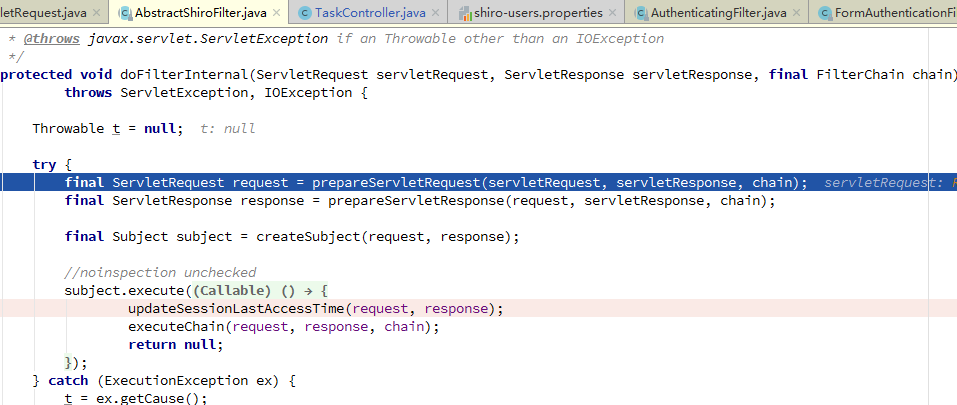 letRequest.java × AbstractShiroFilter.java × TaskController.java × shiro-users.properties × AuthenticatingFilter.java × FormAuthenticationFi
* @throws javax.servlet.ServletException if an Throwable other than an IOException
*/
protected void doFilterInternal(ServletRequest servletRequest, ServletResponse servletResponse, final FilterChain chain)
throws ServletException, IOException {
Throwable t = null; t: null
try {
final ServletRequest request = prepareServletRequest(servletRequest, servletResponse, chain); servletRequest:
final ServletResponse response = prepareServletResponse(request, servletResponse, chain);
final Subject subject = createSubject(request, response);
//noinspection unchecked
subject.execute((Callable) () → {
updateSessionLastAccessTime(request, response);
executeChain(request, response, chain);
return null;
});
} catch (ExecutionException ex) {
t = ex.getCause();